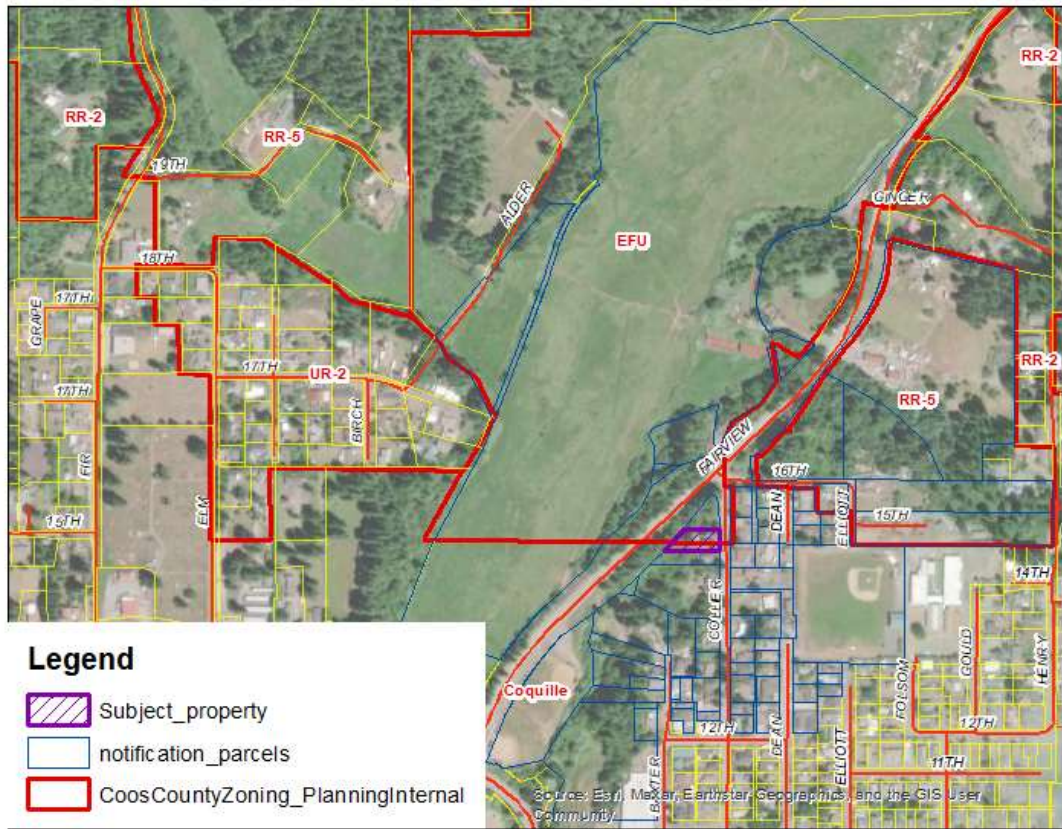 RR-2
RR-2
RR-5
19TH
ALDER
GINGER
EFU
18TH
17TH
GRAPE
17TH
UR-2
17TH
BIRCH
RR-2
RR-5
FAIRVIEW
FIR
ELM
16TH
DEAN
ELLIOTT
15TH
15TH
14TH
COLLIER
GOULD
HENRY
FOLSOM
Coquille
12TH
DEAN
12TH
ELLIOTT
11TH
BAXTER
Legend
Subject_property
notification_parcels
CoosCountyZoning_PlanningInternal
Source: Esri, Maxar, Earthstar Geographics, and the GIS User
Community